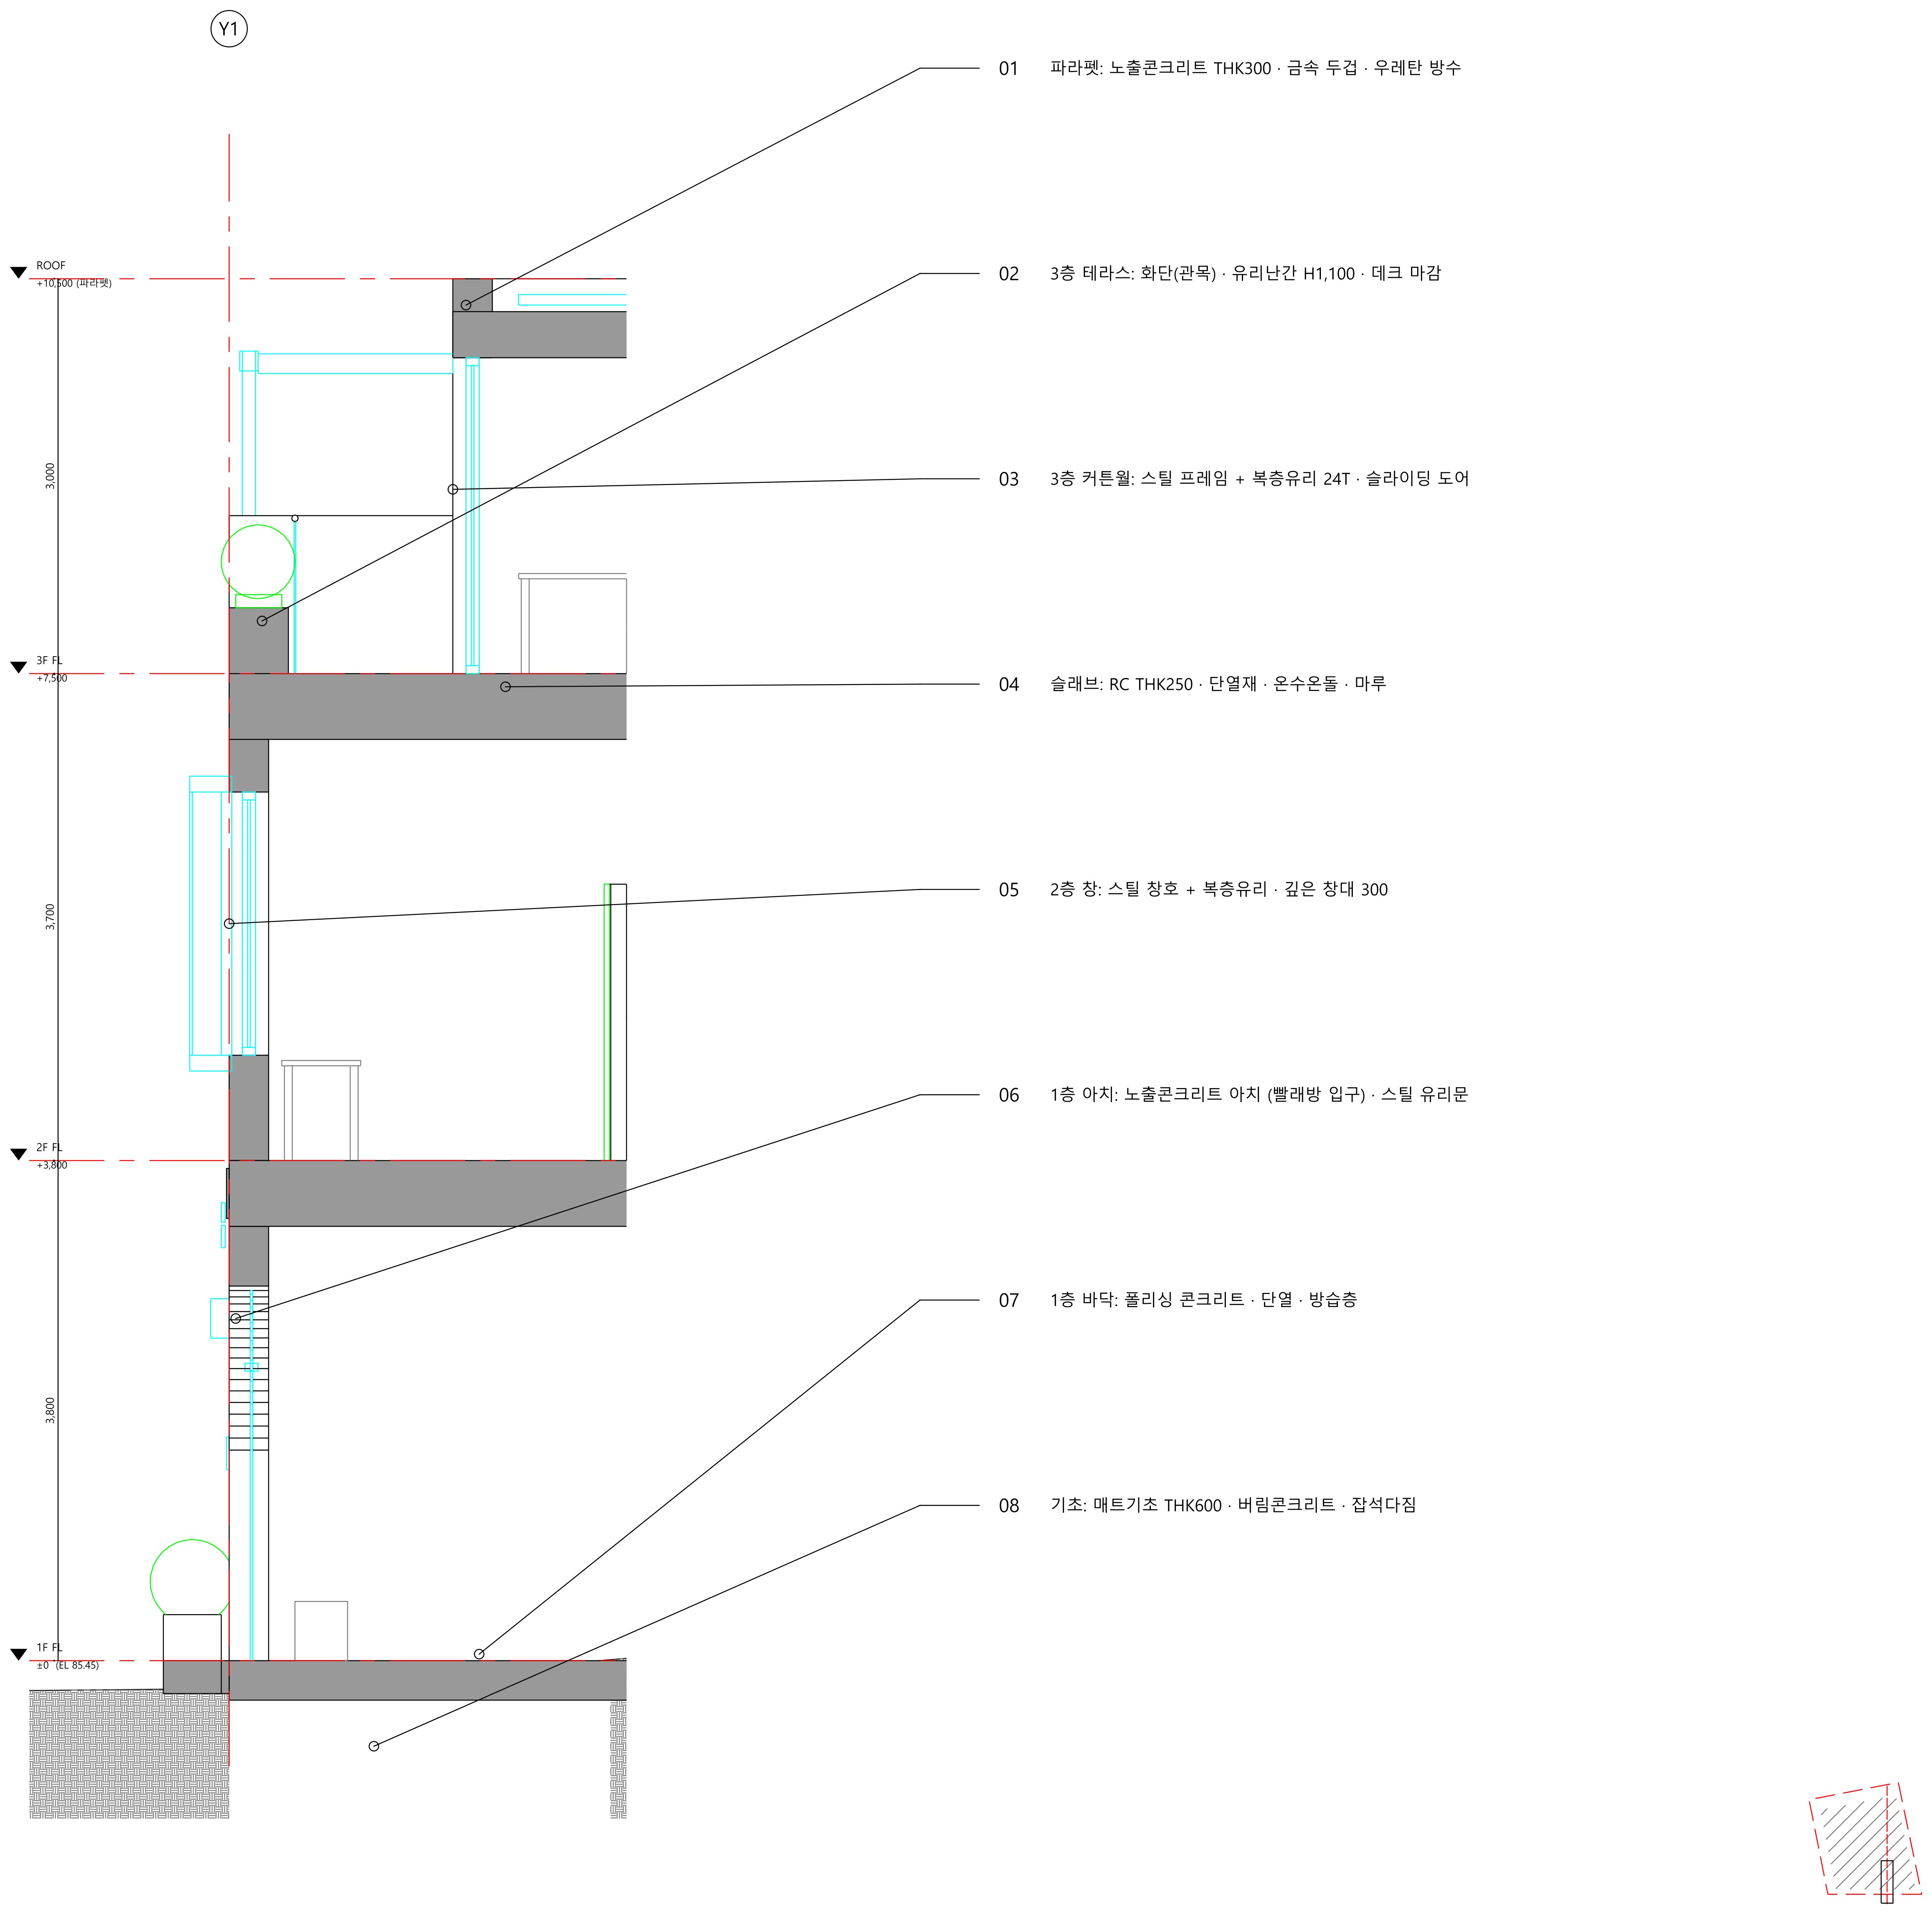 Y1
01 파라펫: 노출콘크리트 THK300 · 금속 두겁 · 우레탄 방수
ROOF
+10,500 (파라펫)
02 3층 테라스: 화단(관목) · 유리난간 H1,100 · 데크 마감
3,000
03 3층 커튼월: 스틸 프레임 + 복층유리 24T · 슬라이딩 도어
3F FL
+7,500
04 슬래브: RC THK250 · 단열재 · 온수온돌 · 마루
3,700
05 2층 창: 스틸 창호 + 복층유리 · 깊은 창대 300
06 1층 아치: 노출콘크리트 아치 (빨래방 입구) · 스틸 유리문
2F FL
+3,800
07 1층 바닥: 폴리싱 콘크리트 · 단열 · 방습층
3,800
08 기초: 매트기초 THK600 · 버림콘크리트 · 잡석다짐
1F FL
±0 (EL 85.45)